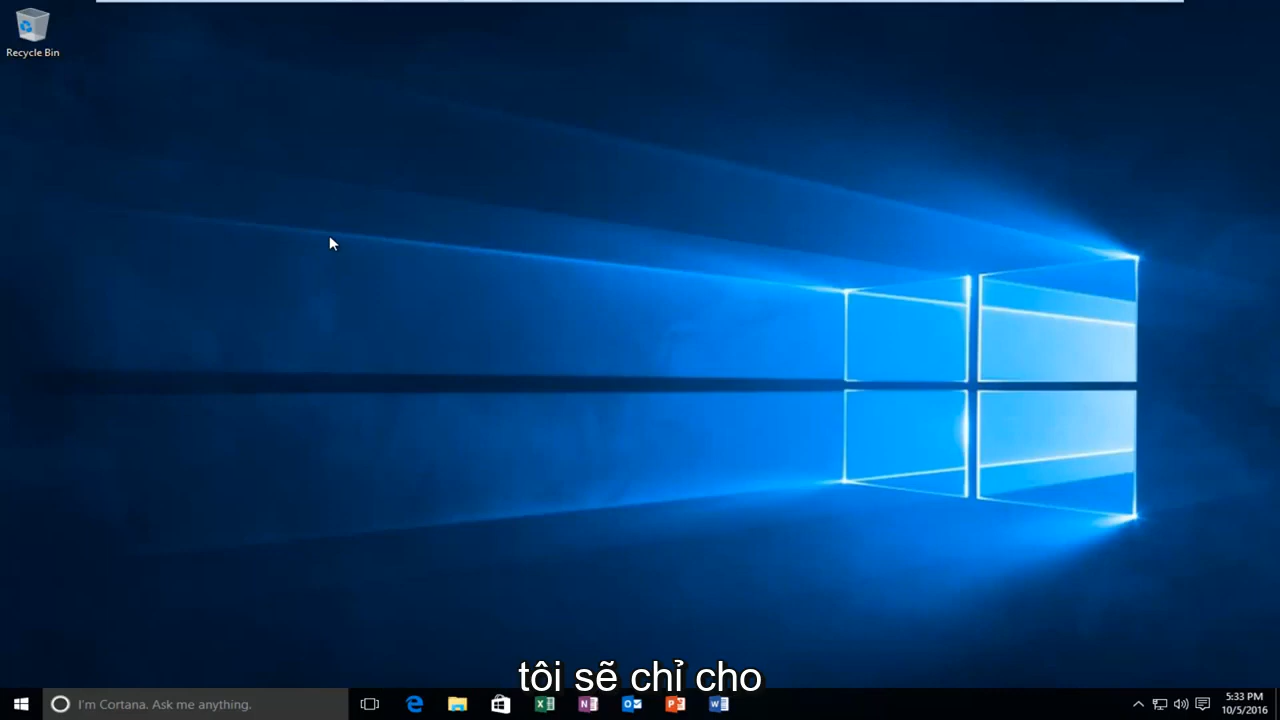 Recycle Bin
tôi sẽ chỉ cho
I'm Cortana. Ask me anything.
5:33 PM
10/5/2016